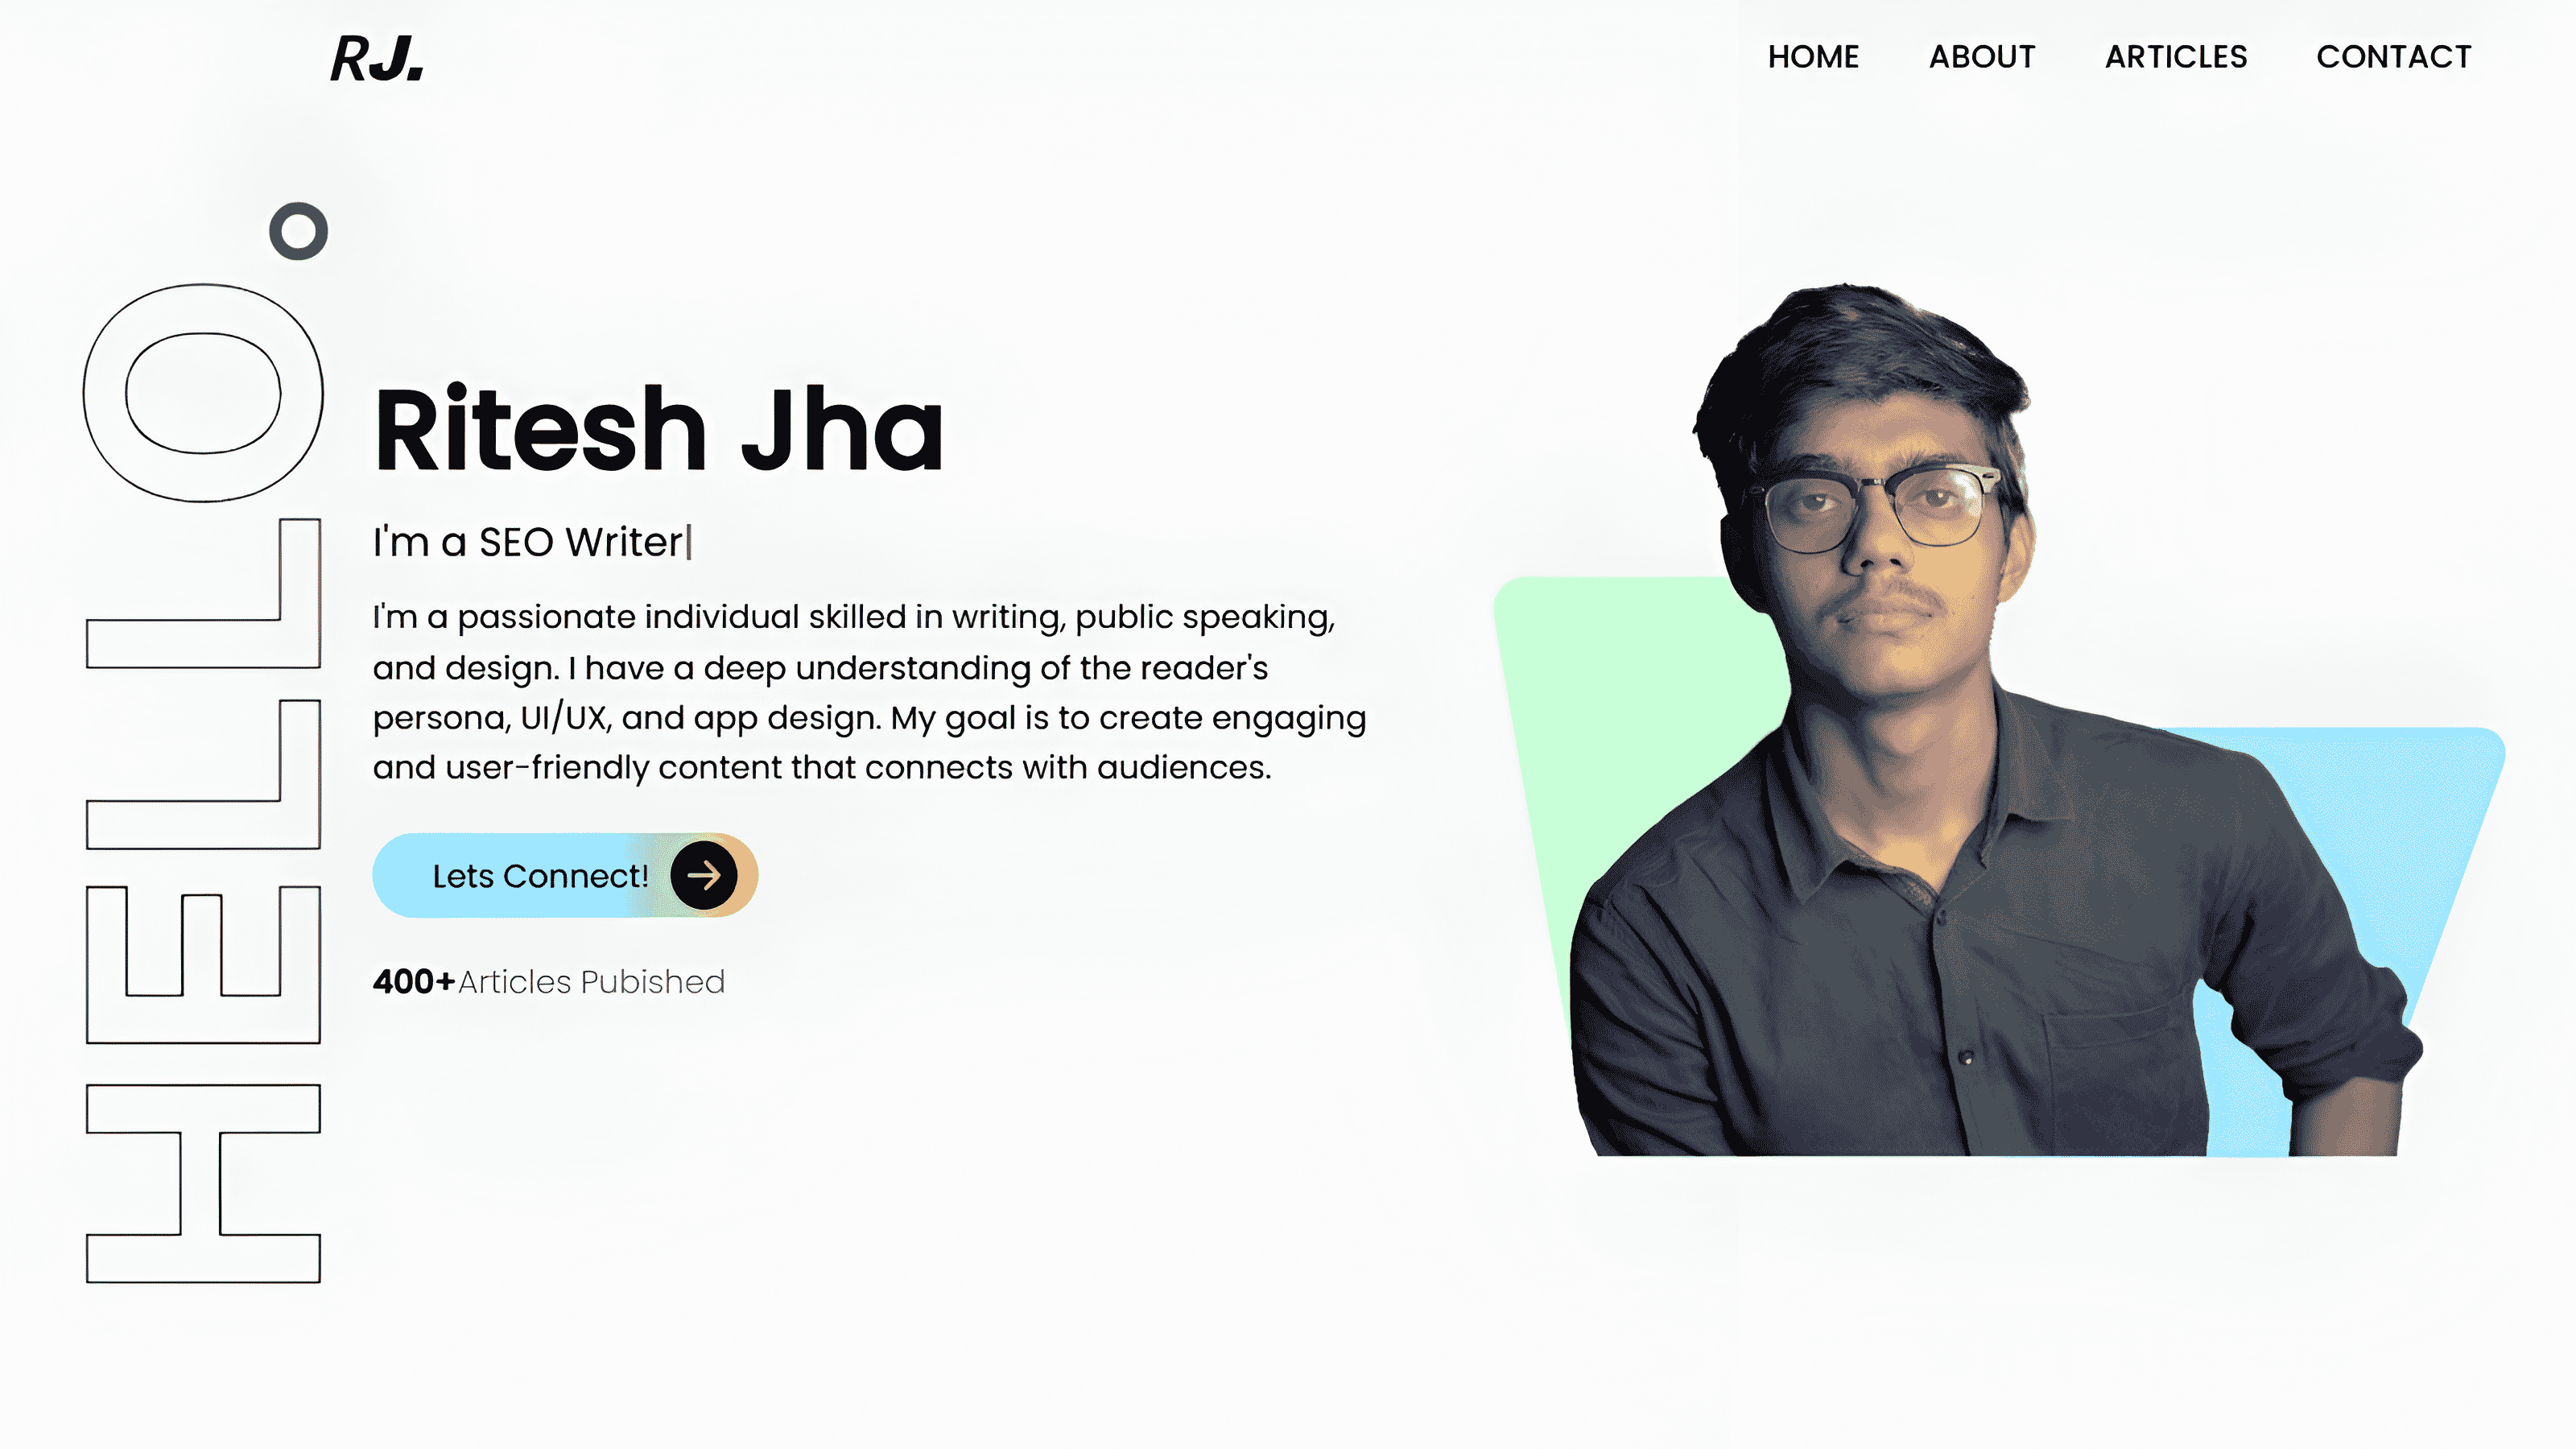 RJ.
HOME ABOUT ARTICLES CONTACT
HELLO.
Ritesh Jha
I'm a SEO Writer|
I'm a passionate individual skilled in writing, public speaking,
and design. I have a deep understanding of the reader's
persona, UI/UX, and app design. My goal is to create engaging
and user-friendly content that connects with audiences.
Lets Connect!
400+Articles Pubished